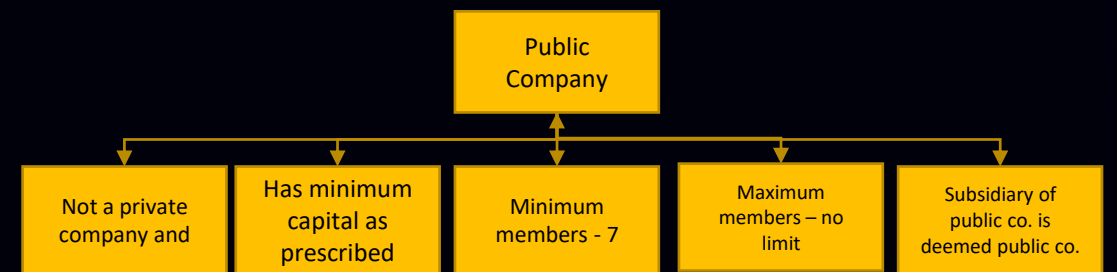 Public
Company
Not a private
company and
Has minimum
capital as
prescribed
Minimum
members - 7
Maximum
members – no
limit
Subsidiary of
public co. is
deemed public co.